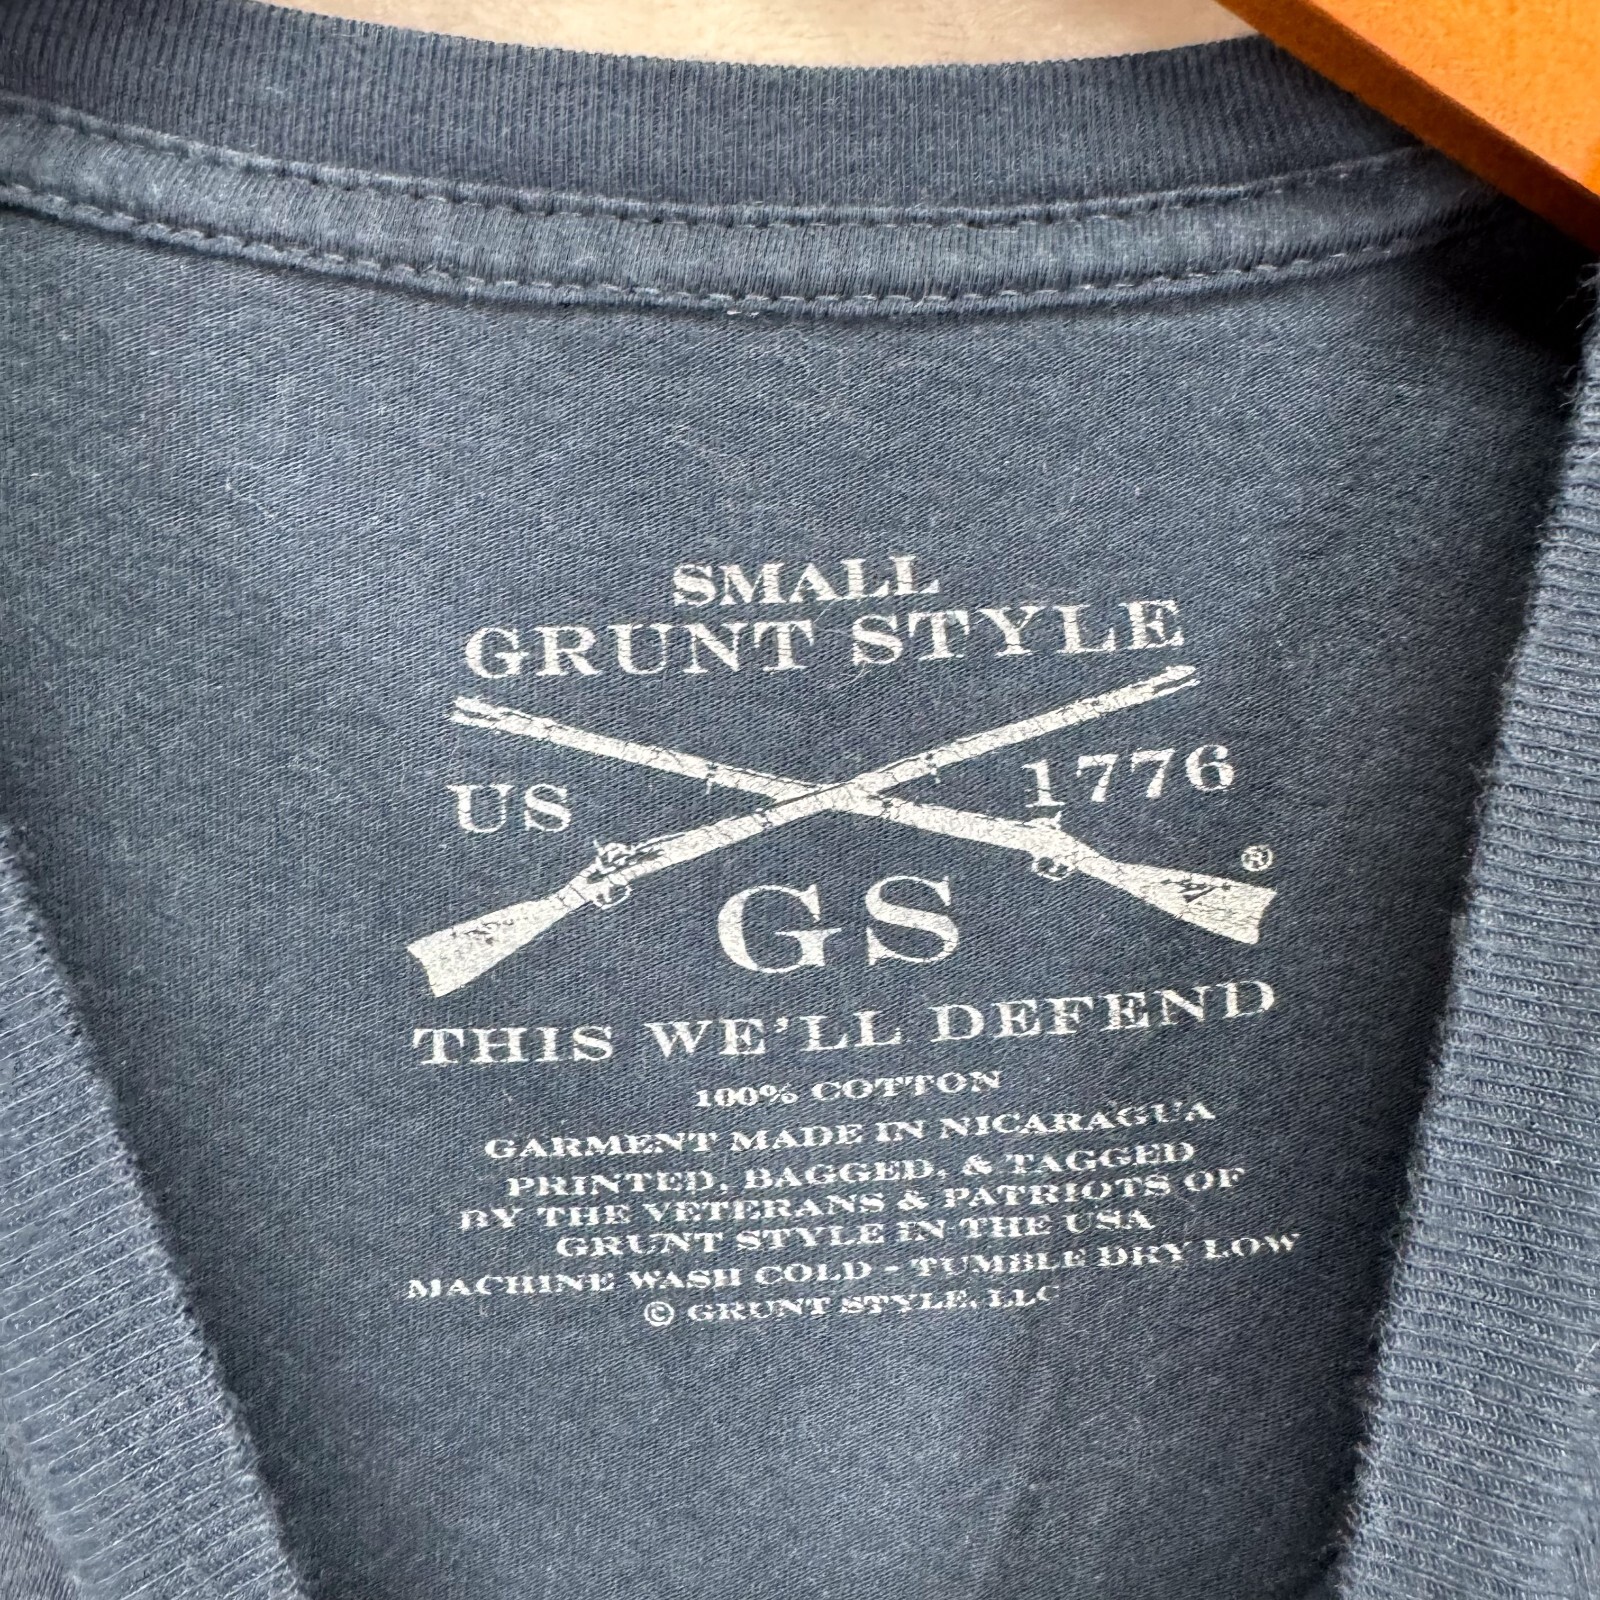 SMALL
GRUNT STYLE
US 1776
®
GS
THIS WE'LL DEFEND
100% COTTON
GARMENT MADE IN NICARAGUA
PRINTED, BAGGED, & TAGGED
BY THE VETERANS & PATRIOTS OF
GRUNT STYLE IN THE USA
MACHINE WASH COLD - TUMBLE DRY LOW
© GRUNT STYLE, LLC